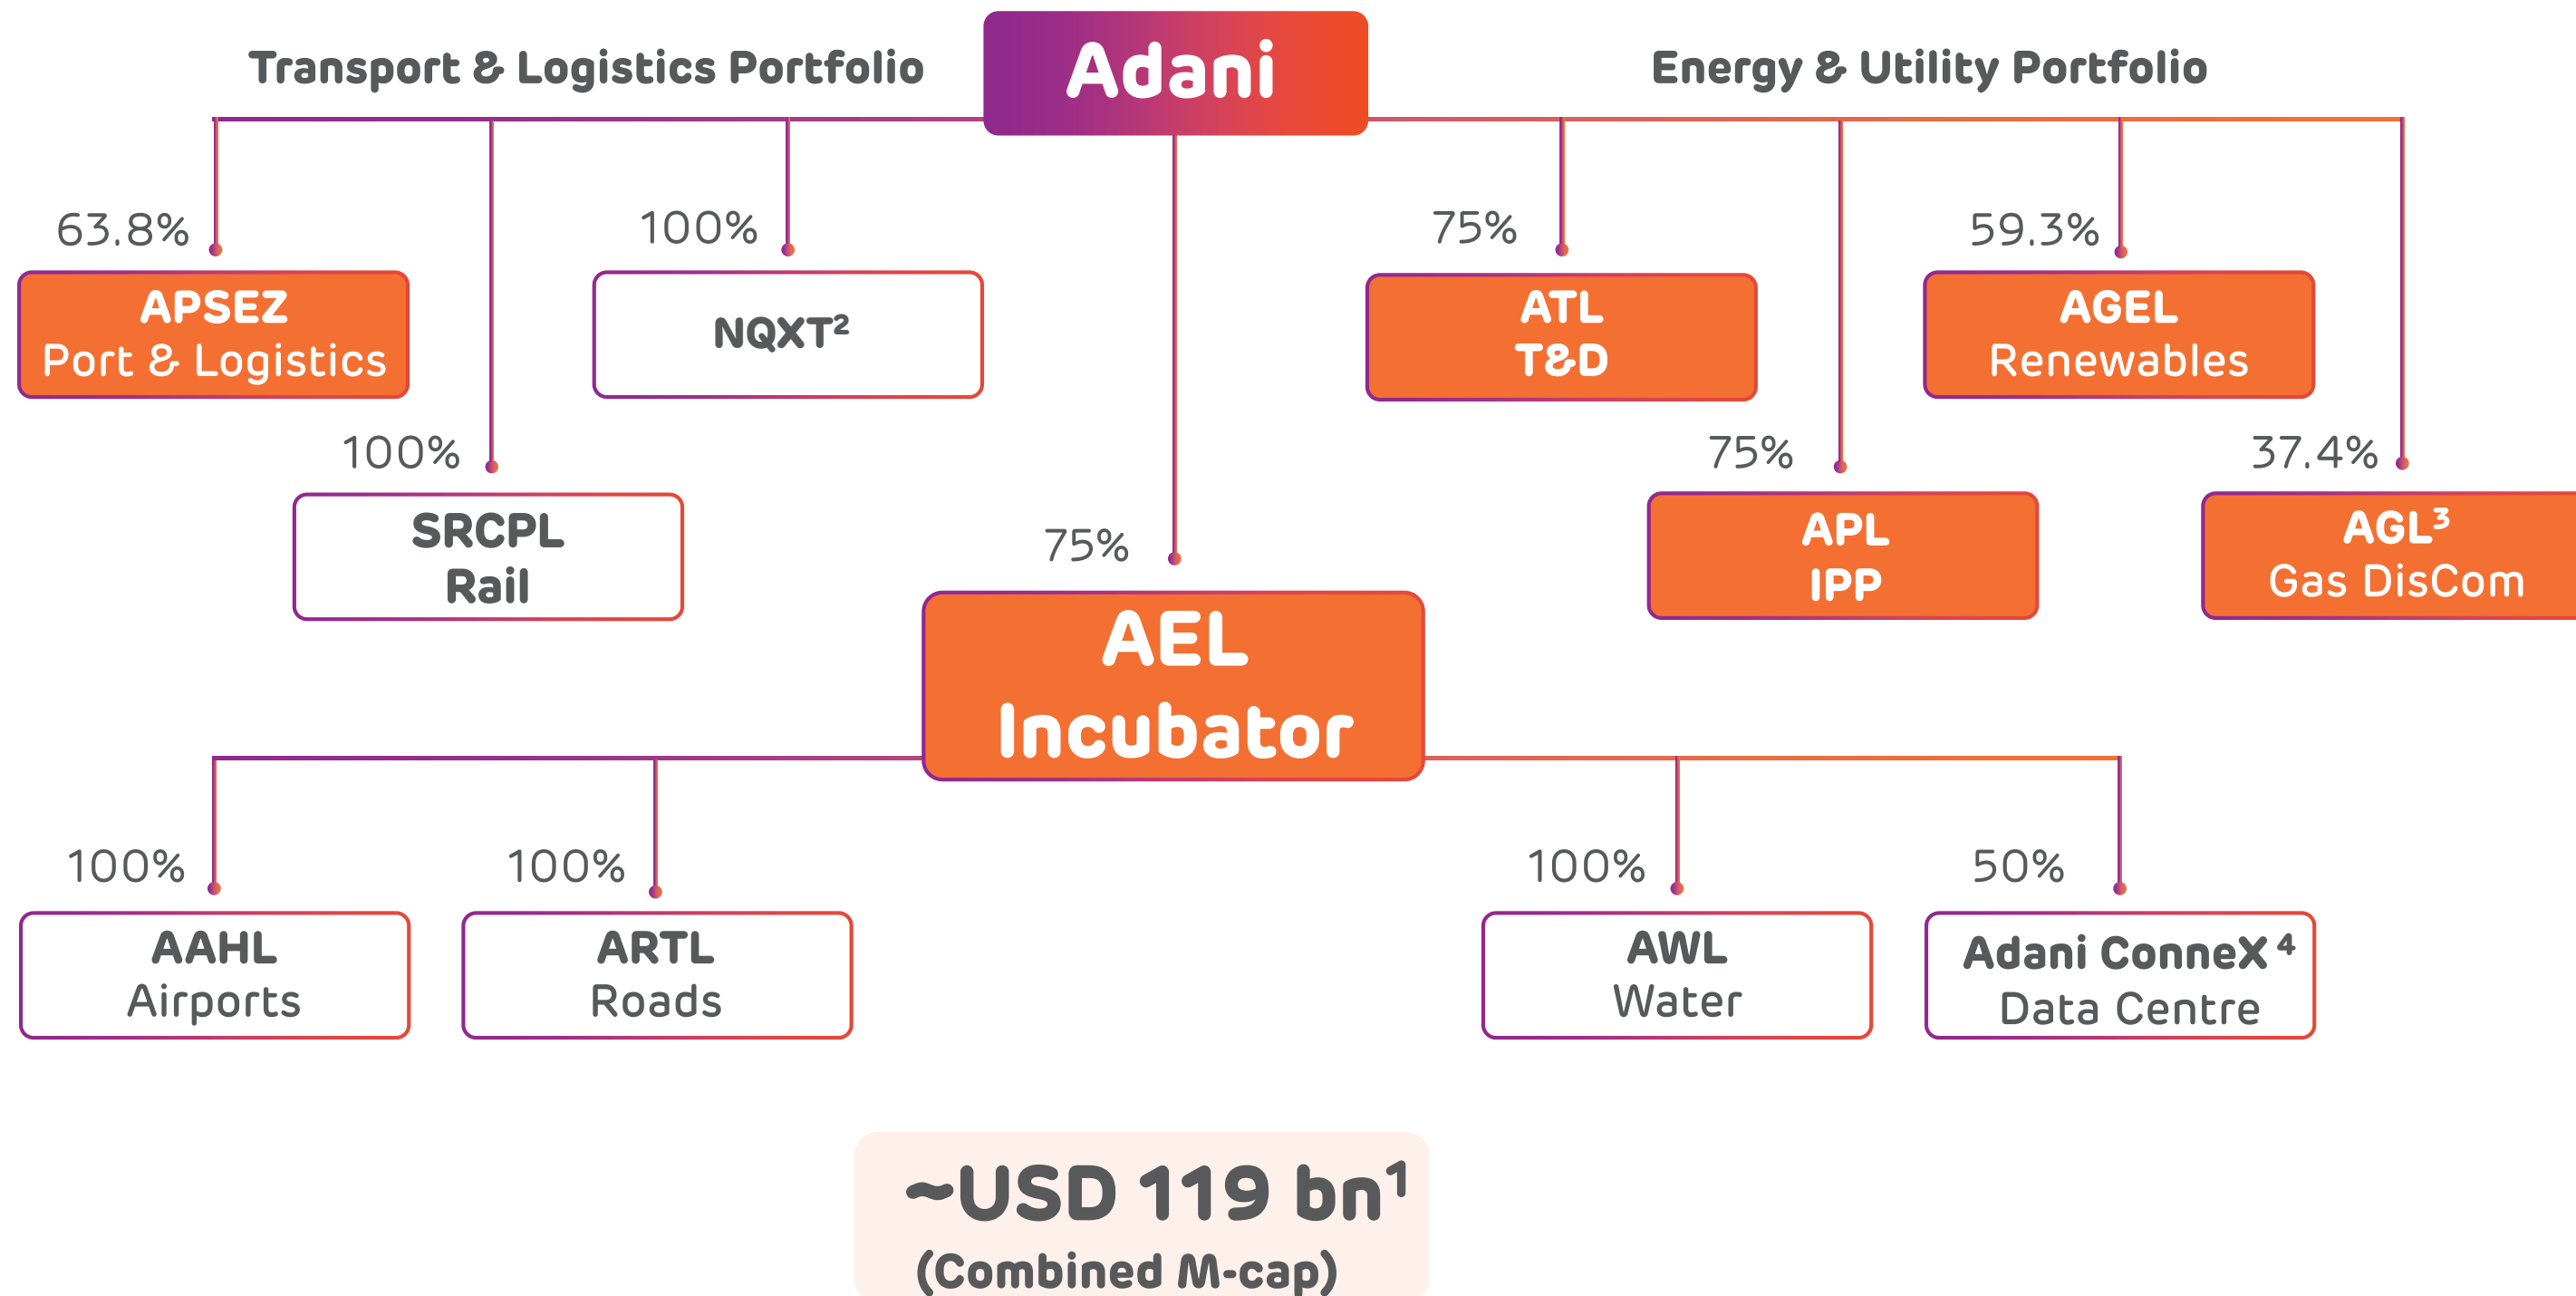 Transport & Logistics Portfolio
Adani
Energy & Utility Portfolio
63.8%
APSEZ
Port & Logistics
100%
SRCPL
Rail
100%
NQXT²
75%
ATL
T&D
75%
APL
IPP
59.3%
AGEL
Renewables
37.4%
AGL³
Gas DisCom
75%
AEL
Incubator
100%
AAHL
Airports
100%
ARTL
Roads
100%
AWL
Water
50%
Adani ConneX ⁴
Data Centre
~USD 119 bn¹
(Combined M-cap)